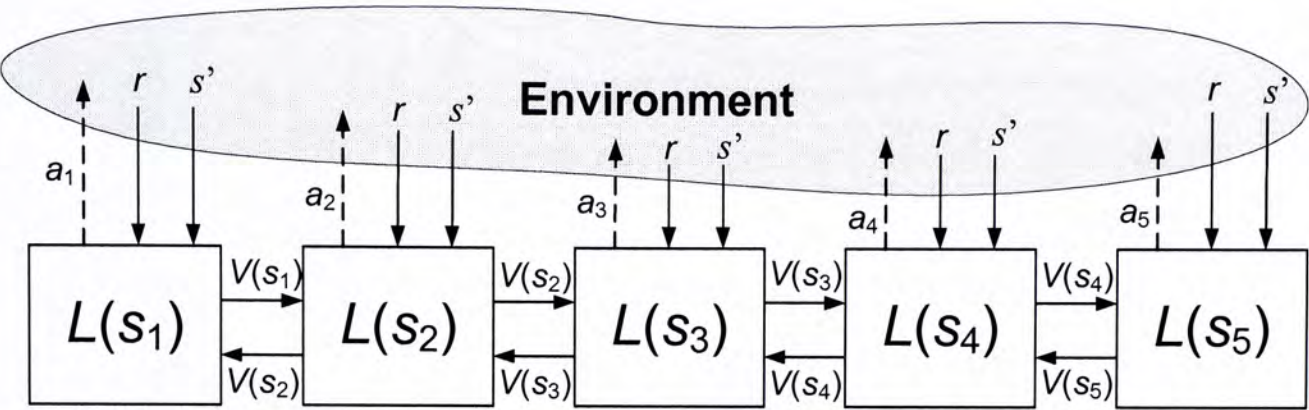 Environment
a₁ r s’
a₂ r s’
a₃ r s’
a₄ r s’
a₅ r s’
L(s₁) V(s₁) L(s₂) V(s₂) L(s₃) V(s₃) L(s₄) V(s₄) L(s₅)
V(s₂) V(s₃) V(s₄) V(s₅)